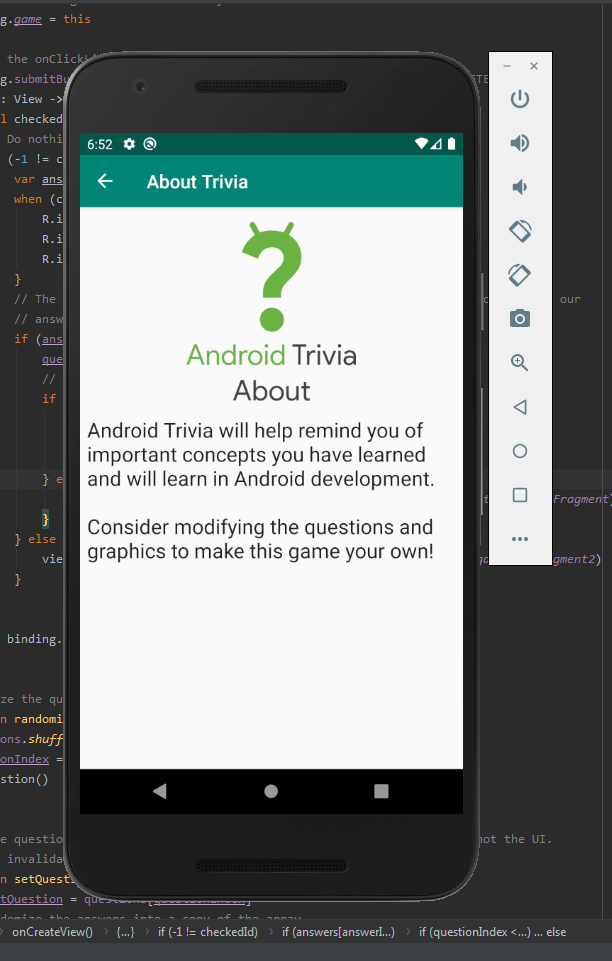 g.game = this
the onClickLi
g.submitBu
: View ->
l checked
Do nothi
(-1 != c
var ans
when (c
R.i
R.i
R.i
}
// The
our
// answ
if (ans
que
//
if
} e
Fragment)
}
} else
vie
gment2)
}
binding.
ze the qu
n randomi
ons.shuff
onIndex =
stion()
e questio
not the UI.
invalida
n setQuesti
tQuestion = questions[questionIndex]
domize the answers into a copy of the array
onCreateView() > {...} > if (-1 != checkedId) > if (answers[answerI...) > if (questionIndex <...) ... else
6:52
About Trivia
Android Trivia
About
Android Trivia will help remind you of
important concepts you have learned
and will learn in Android development.
Consider modifying the questions and
graphics to make this game your own!